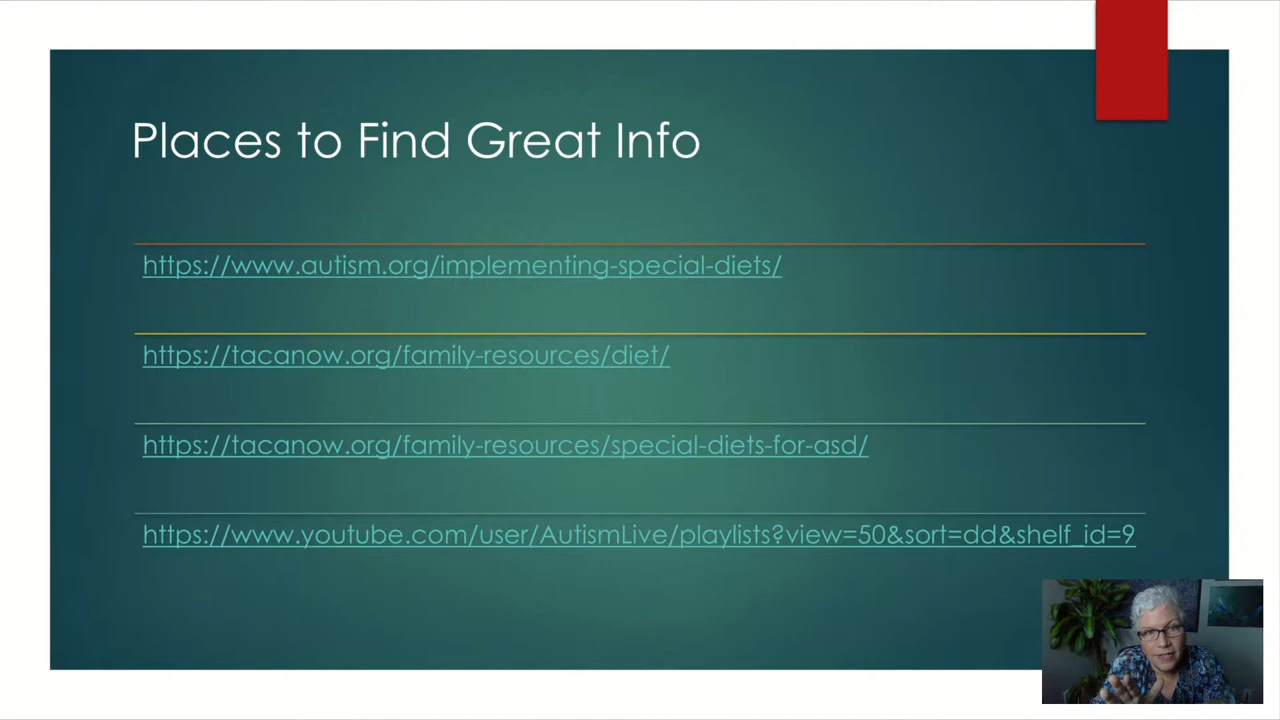 Places to Find Great Info
https://www.autism.org/implementing-special-diets/
https://tacanow.org/family-resources/diet/
https://tacanow.org/family-resources/special-diets-for-asd/
https://www.youtube.com/user/AutismLive/playlists?view=50&sort=dd&shelf_id=9